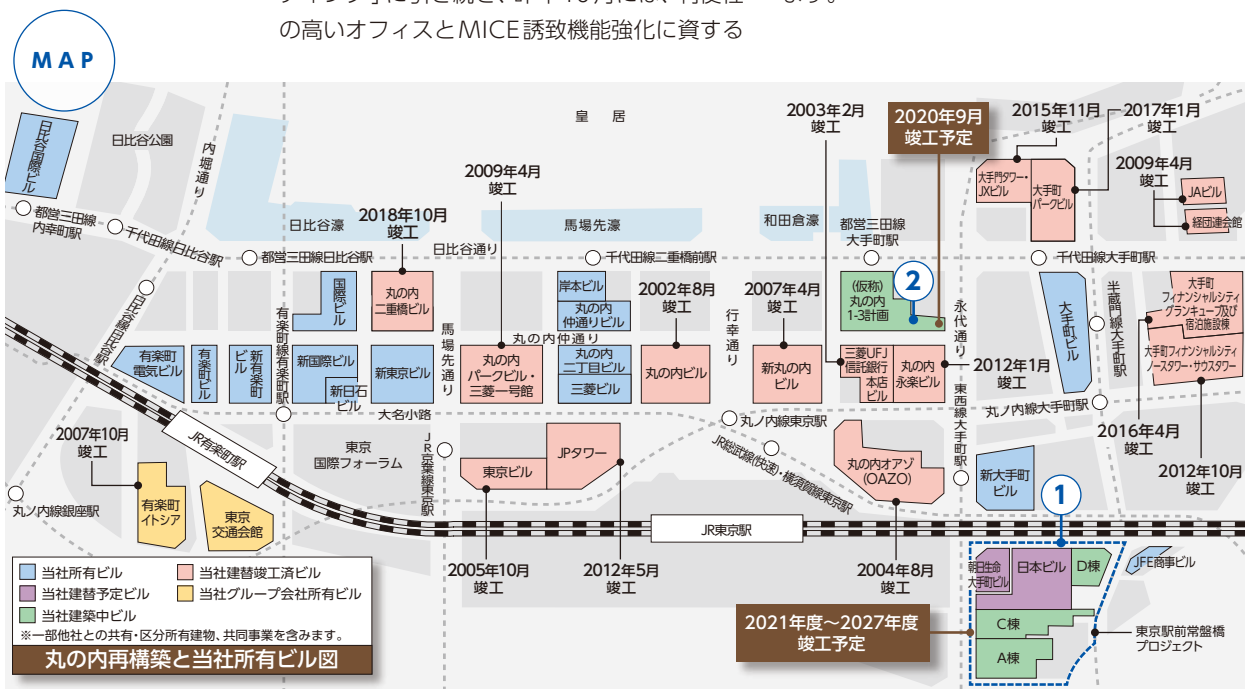 の高いオフィスとMICE誘致機能強化に資する
MAP
日比谷国際ビル
日比谷公園
内堀通り
皇居
2003年2月
竣工
2020年9月
竣工予定
2015年11月
竣工
2017年1月
竣工
2009年4月
竣工
大手門タワー・
JXビル
大手町
パークビル
JAビル
経団連会館
都営三田線
内幸町駅
千代田線日比谷駅
日比谷濠
2018年10月
竣工
2009年4月
竣工
馬場先濠
和田倉濠
都営三田線
大手町駅
都営三田線日比谷駅
日比谷通り
千代田線二重橋前駅
千代田線大手町駅
日比谷線日比谷駅
国際ビル
丸の内
二重橋ビル
岸本ビル
丸の内
仲通りビル
2002年8月
竣工
2007年4月
竣工
(仮称)
丸の内
1-3計画
2
永代通り
大手町ビル
半蔵門線大手町駅
大手町
フィナンシャルシティ
グランキューブ及び
宿泊施設棟
有楽町線有楽町駅
馬場先通り
丸の内仲通り
行幸通り
有楽町
電気ビル
有楽町ビル
新有楽町
ビル
新国際ビル
新日石
ビル
新東京ビル
丸の内
パークビル・
三菱一号館
丸の内
二丁目ビル
三菱ビル
丸の内ビル
新丸の内
ビル
三菱UFJ
信託銀行
本店
ビル
丸の内
永楽ビル
2012年1月
竣工
大手町フィナンシャルシティ
ノースタワー・サウスタワー
大名小路
丸ノ内線東京駅
東西線大手町駅
丸ノ内線大手町駅
2007年10月
竣工
JR有楽町駅
東京
国際フォーラム
JR京葉線東京駅
東京ビル
JPタワー
JR総武線(快速)・横須賀線東京駅
丸の内オアゾ
(OAZO)
新大手町
ビル
2016年4月
竣工
2012年10月
竣工
丸ノ内線銀座駅
有楽町
イトシア
東京
交通会館
JR東京駅
1
2005年10月
竣工
2012年5月
竣工
2004年8月
竣工
朝日生命
大手町ビル
日本ビル
D棟
JFE商事ビル
C棟
A棟
2021年度〜2027年度
竣工予定
東京駅前常盤橋
プロジェクト
当社所有ビル
当社建替竣工済ビル
当社建替予定ビル
当社グループ会社所有ビル
当社建築中ビル
※一部他社との共有・区分所有建物、共同事業を含みます。
丸の内再構築と当社所有ビル図